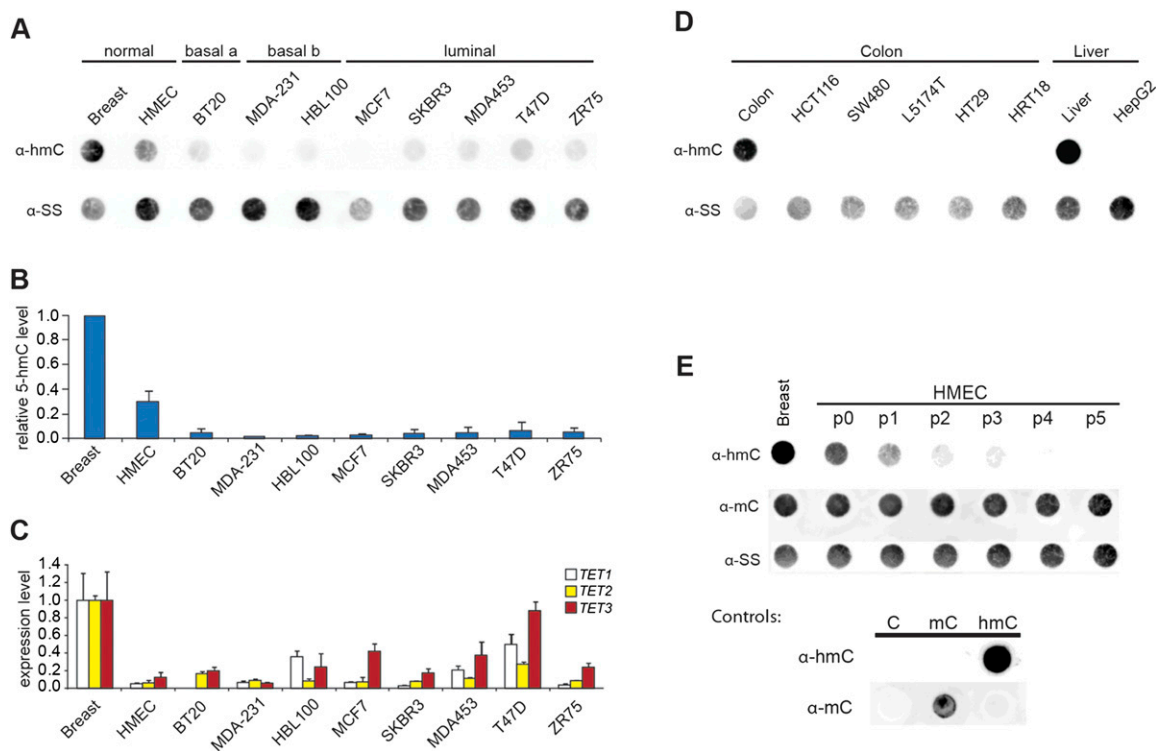 A
normal basal a basal b luminal
Breast HMEC BT20 MDA-231 HBL100 MCF7 SKBR3 MDA453 T47D ZR75
α-hmC
α-SS
B
relative 5-hmC level
1.0
0.8
0.6
0.4
0.2
0.0
Breast HMEC BT20 MDA-231 HBL100 MCF7 SKBR3 MDA453 T47D ZR75
C
expression level
1.4
1.2
1.0
0.8
0.6
0.4
0.2
0.0
TET1
TET2
TET3
Breast HMEC BT20 MDA-231 HBL100 MCF7 SKBR3 MDA453 T47D ZR75
D
Colon Liver
Colon HCT116 SW480 L5174T HT29 HRT18 Liver HepG2
α-hmC
α-SS
E
Breast HMEC
p0 p1 p2 p3 p4 p5
α-hmC
α-mC
α-SS
Controls:
C mC hmC
α-hmC
α-mC